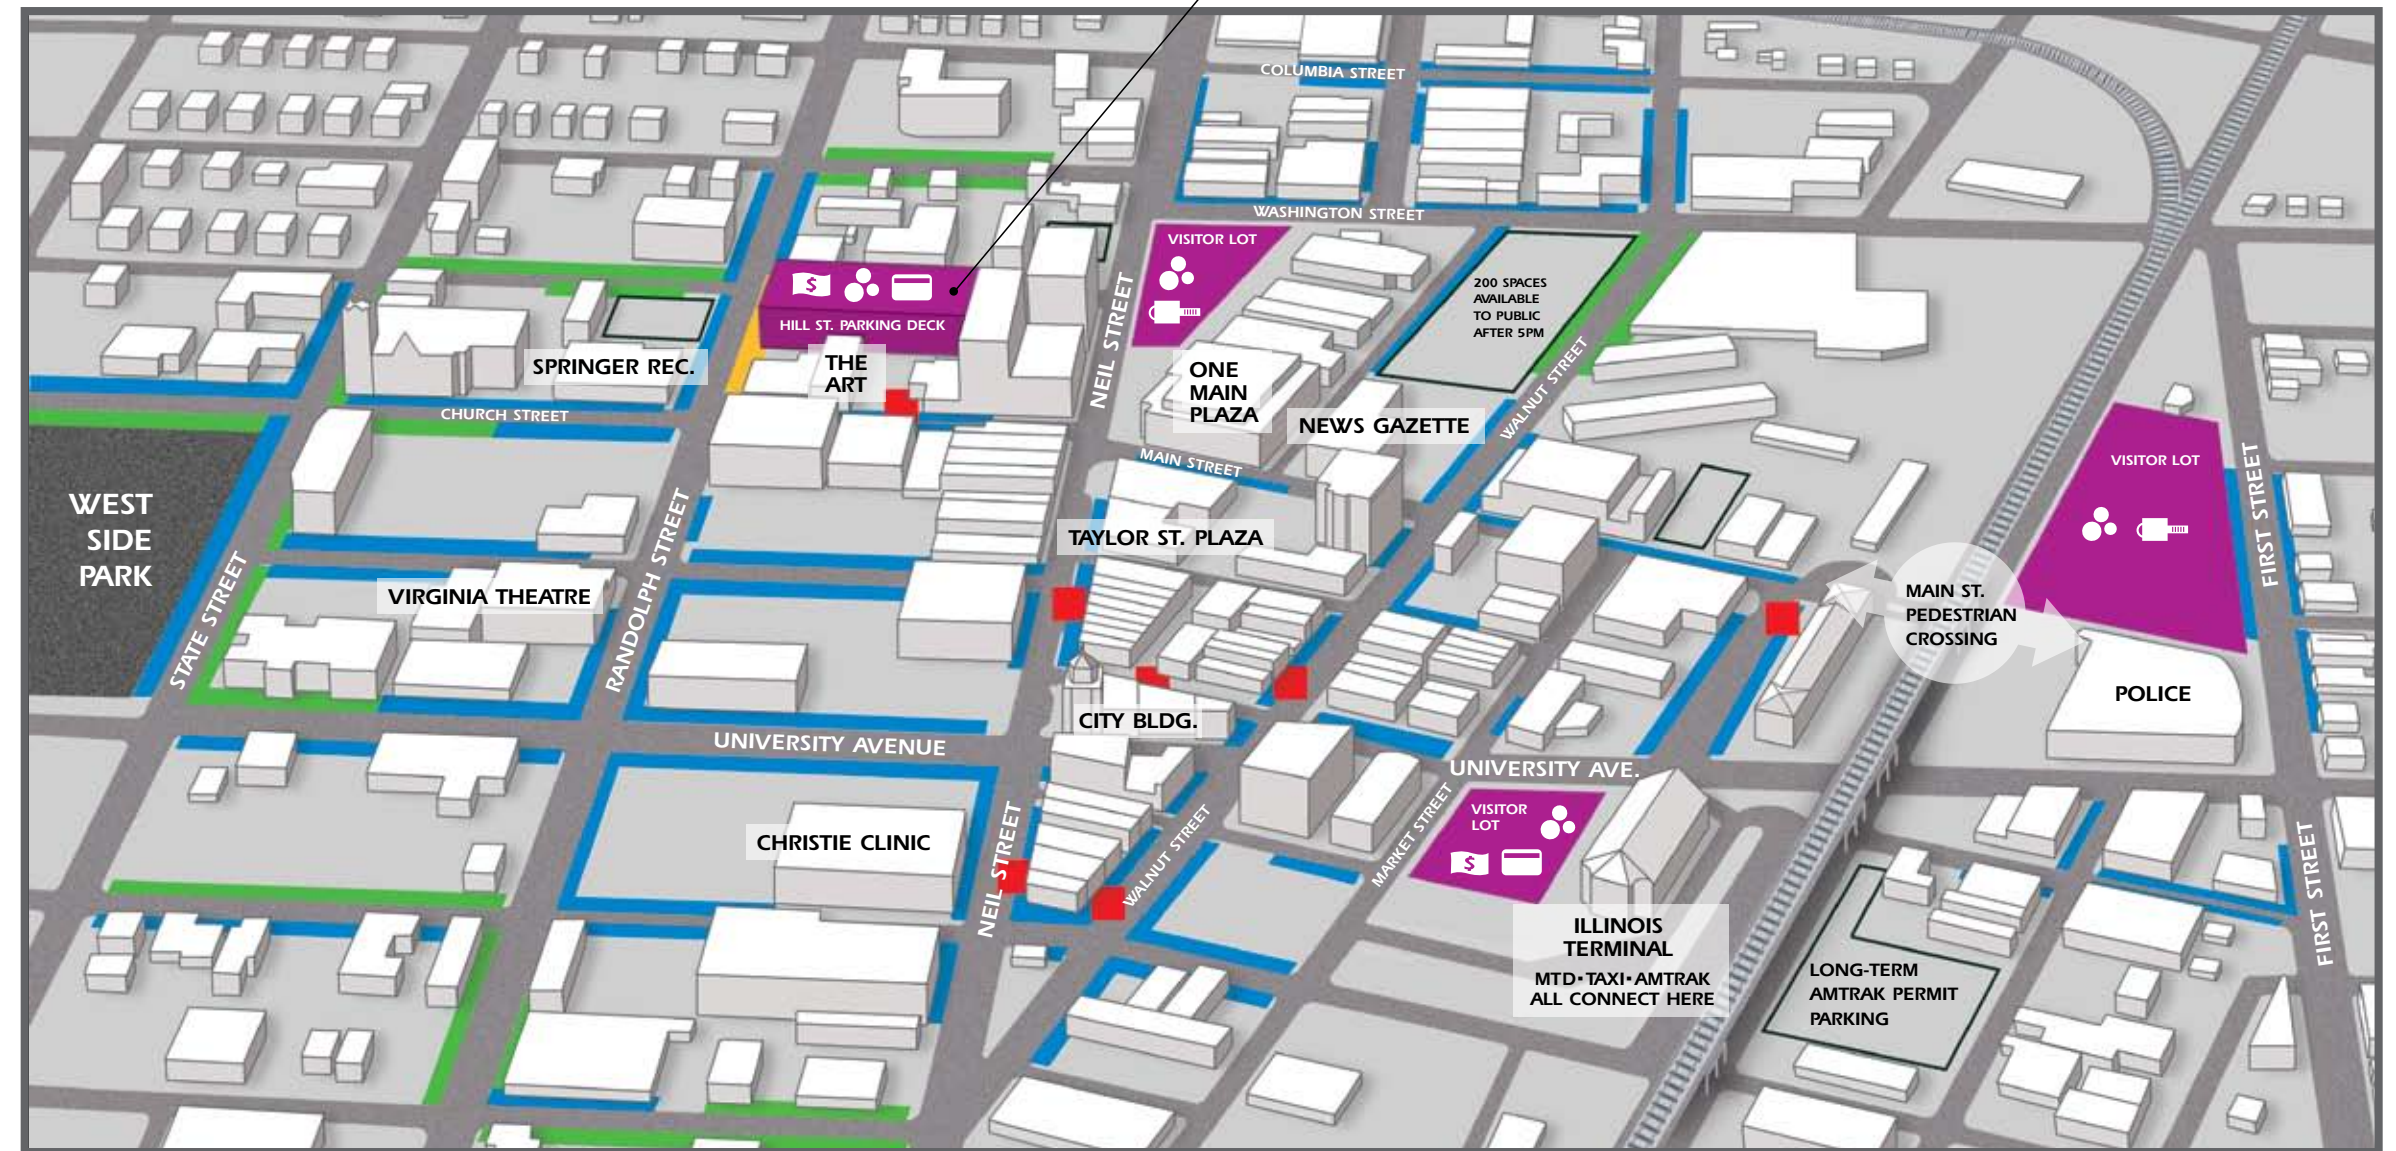 COLUMBIA STREET
WASHINGTON STREET
VISITOR LOT
200 SPACES
AVAILABLE
TO PUBLIC
AFTER 5PM
$
HILL ST. PARKING DECK
NEIL STREET
SPRINGER REC.
THE
ART
ONE
MAIN
PLAZA
WALNUT STREET
CHURCH STREET
NEWS GAZETTE
MAIN STREET
VISITOR LOT
FIRST STREET
WEST
SIDE
PARK
TAYLOR ST. PLAZA
STATE STREET
VIRGINIA THEATRE
RANDOLPH STREET
MAIN ST.
PEDESTRIAN
CROSSING
POLICE
CITY BLDG.
UNIVERSITY AVENUE
UNIVERSITY AVE.
CHRISTIE CLINIC
NEIL STREET
WALNUT STREET
MARKET STREET
VISITOR
LOT
$
FIRST STREET
ILLINOIS
TERMINAL
MTD•TAXI•AMTRAK
ALL CONNECT HERE
LONG-TERM
AMTRAK PERMIT
PARKING